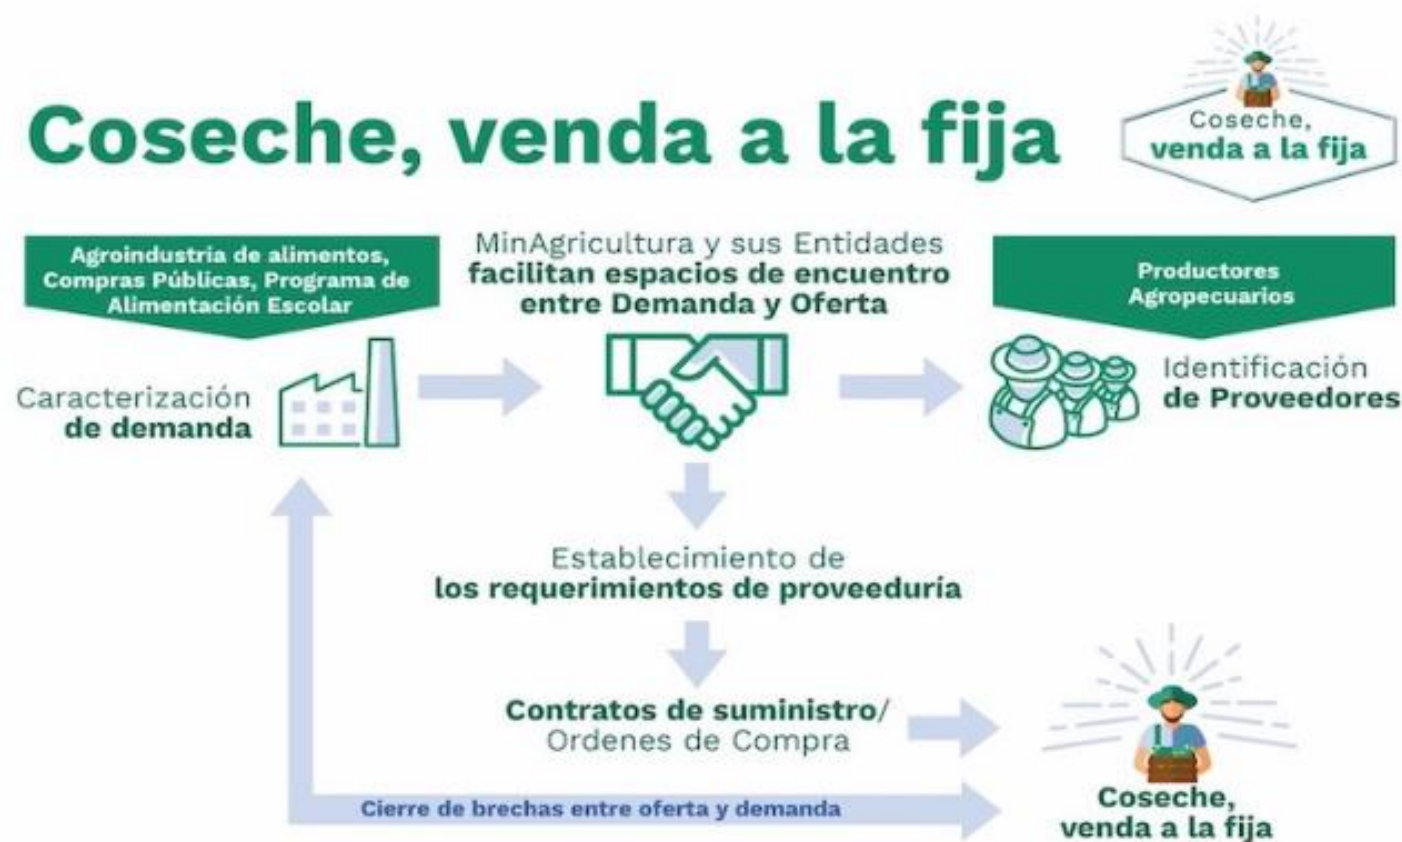 Coseche, venda a la fija
Coseche,
venda a la fija
Agroindustria de alimentos,
Compras Públicas, Programa de
Alimentación Escolar
MinAgricultura y sus Entidades
facilitan espacios de encuentro
entre Demanda y Oferta
Productores
Agropecuarios
Caracterización
de demanda
Identificación
de Proveedores
Establecimiento de
los requerimientos de proveeduría
Contratos de suministro/
Ordenes de Compra
Cierre de brechas entre oferta y demanda
Coseche,
venda a la fija